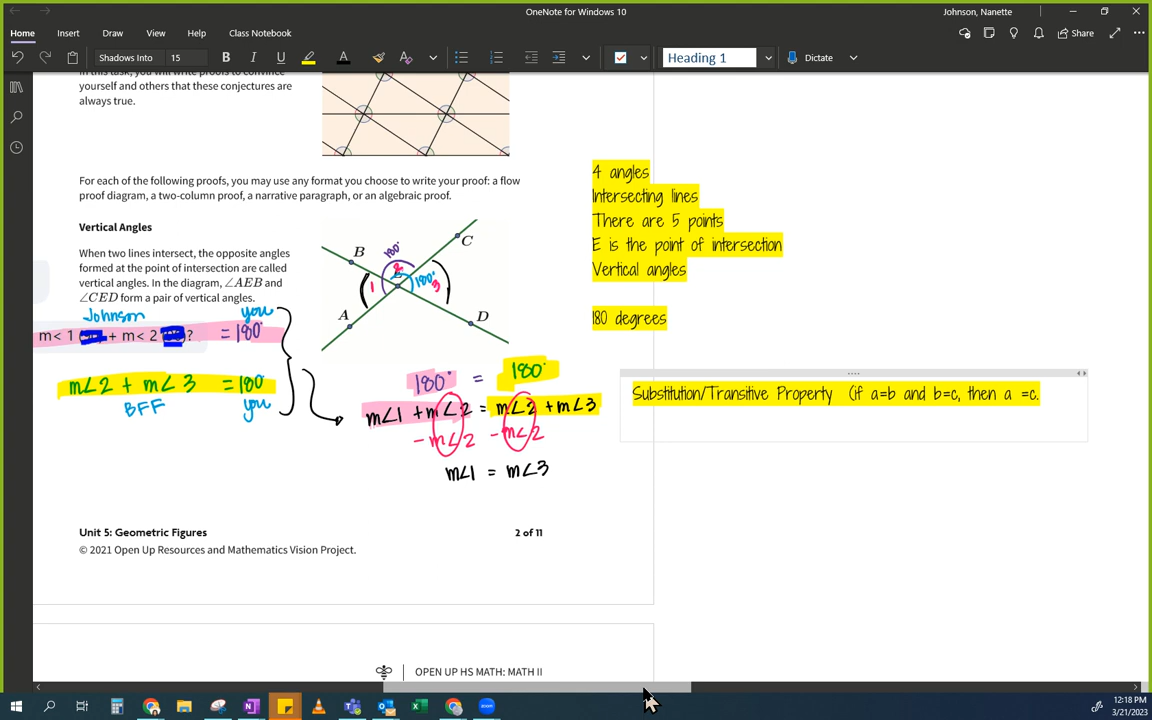 OneNote for Windows 10
Johnson, Nanette
Home Insert Draw View Help Class Notebook
Share
Shadows Into 15 B I U A Heading 1 Dictate
In this task, you will write proofs to convince
yourself and others that these conjectures are
always true.
For each of the following proofs, you may use any format you choose to write your proof: a flow
proof diagram, a two-column proof, a narrative paragraph, or an algebraic proof.
Vertical Angles
When two lines intersect, the opposite angles
formed at the point of intersection are called
vertical angles. In the diagram, ∠AEB and
∠CED form a pair of vertical angles.
B
C
A
D
180°
2
1
180°
3
Johnson
you
m< 1 + m< 2 ? = 180°
m∠2 + m∠3 = 180
BFF
you
180° = 180°
m∠1 + m∠2 = m∠2 + m∠3
- m∠2 - m∠2
m∠1 = m∠3
4 angles
Intersecting lines
There are 5 points
E is the point of intersection
Vertical angles
180 degrees
Substitution/Transitive Property (if a=b and b=c, then a =c.
Unit 5: Geometric Figures
2 of 11
© 2021 Open Up Resources and Mathematics Vision Project.
OPEN UP HS MATH: MATH II
12:18 PM
3/21/2023